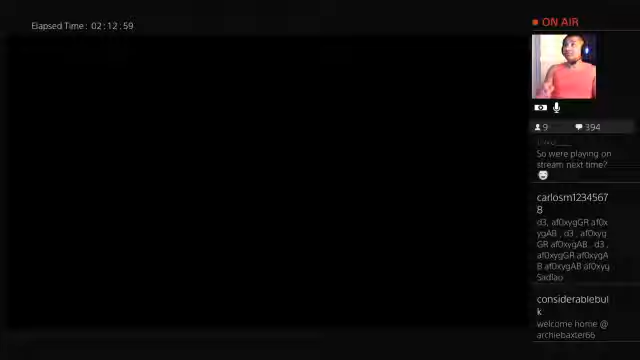 Elapsed Time : 02:12:59
ON AIR
9
394
So were playing on
stream next time?
carlosm1234567
8
d3, af0xygGR af0x
ygAB , d3 , af0xyg
GR af0xygAB , d3 ,
af0xygGR af0xygA
B af0xygAB af0xyg
Sadlao
considerablebul
k
welcome home @
archiebaxter66